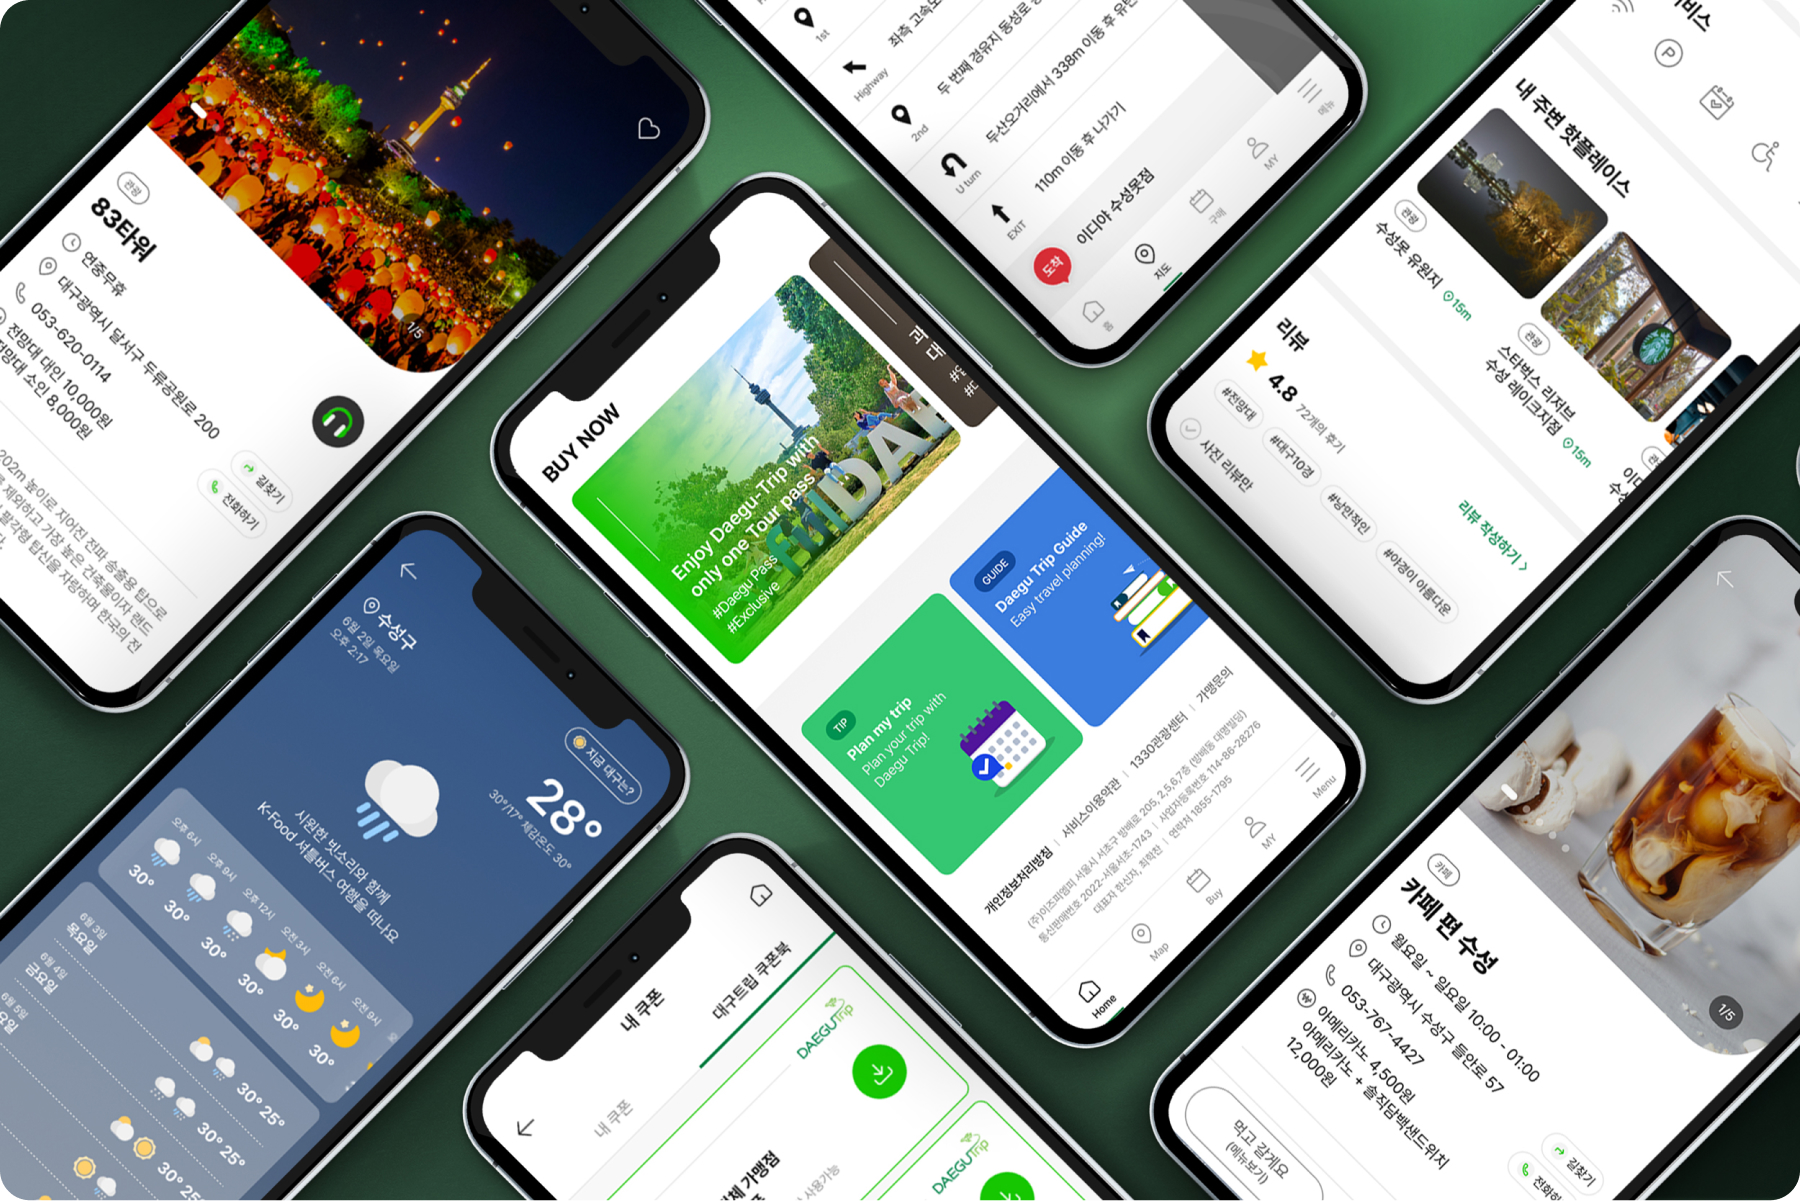 1/5
관광
83타워
연중무휴
대구광역시 달서구 두류공원로 200
053-620-0114
전망대 대인 10,000원
전망대 소인 8,000원
길찾기
전화하기
202m 높이로 지어진 전파 송출용 탑으로
제외하고 가장 높은 건축물이자 랜드
팔각형 탑신을 자랑하며 한국의 전
1st
Highway
좌측 고속도
2nd
두 번째 경유지 동성로
U turn
두산오거리에서 338m 이동 후 유턴
EXIT
110m 이동 후 나가기
도착
이디야 수성못점
홈
지도
구매
MY
메뉴
내 주변 핫플레이스
관광
수성못 유원지
15m
관광
스타벅스 리저브
수성 레이크지점
15m
리뷰
4.8
72개의 후기
#전망대
#대구10경
#낭만적인
#야경이 아름다운
사진 리뷰만
리뷰 작성하기 >
BUY NOW
Enjoy Daegu-Trip with
only one Tour pass
#Daegu Pass
#Exclusive
TIP
Plan my trip
Plan your trip with
Daegu Trip!
GUIDE
Daegu Trip Guide
Easy travel planning!
개인정보처리방침 | 서비스이용약관 | 1330관광센터 | 가맹문의
(주)이즈피엠피 서울시 서초구 방배로 205, 2,5,6,7층 (방배동 대명빌딩)
통신판매번호 2022-서울서초-1743 | 사업자등록번호 114-86-28276
대표자 한신자, 최학찬 | 연락처 1855-1795
Home
Map
Buy
MY
Menu
수성구
6월 2일 목요일
오후 2:17
지금 대구는?
28°
30°/17° 체감온도 30°
시원한 빗소리와 함께
K-Food 셔틀버스 여행을 떠나요
오후 6시
오후 9시
오후 12시
오전 3시
오전 6시
오전 9시
30°
30°
30°
30°
30°
30°
6월 3일
목요일
30° 25°
6월 4일
금요일
30° 25°
6월 5일
30° 25°
내 쿠폰
내 쿠폰
대구트립 쿠폰북
DAEGUTrip
가맹점
사용가능
DAEGUTrip
1/5
카페
카페 편 수성
월요일 ~ 일요일 10:00 - 01:00
대구광역시 수성구 들안로 57
053-767-4427
아메리카노 4,500원
아메리카노 + 솔직담백샌드위치
12,000원
길찾기
먹고 갈게요
(메뉴보기)